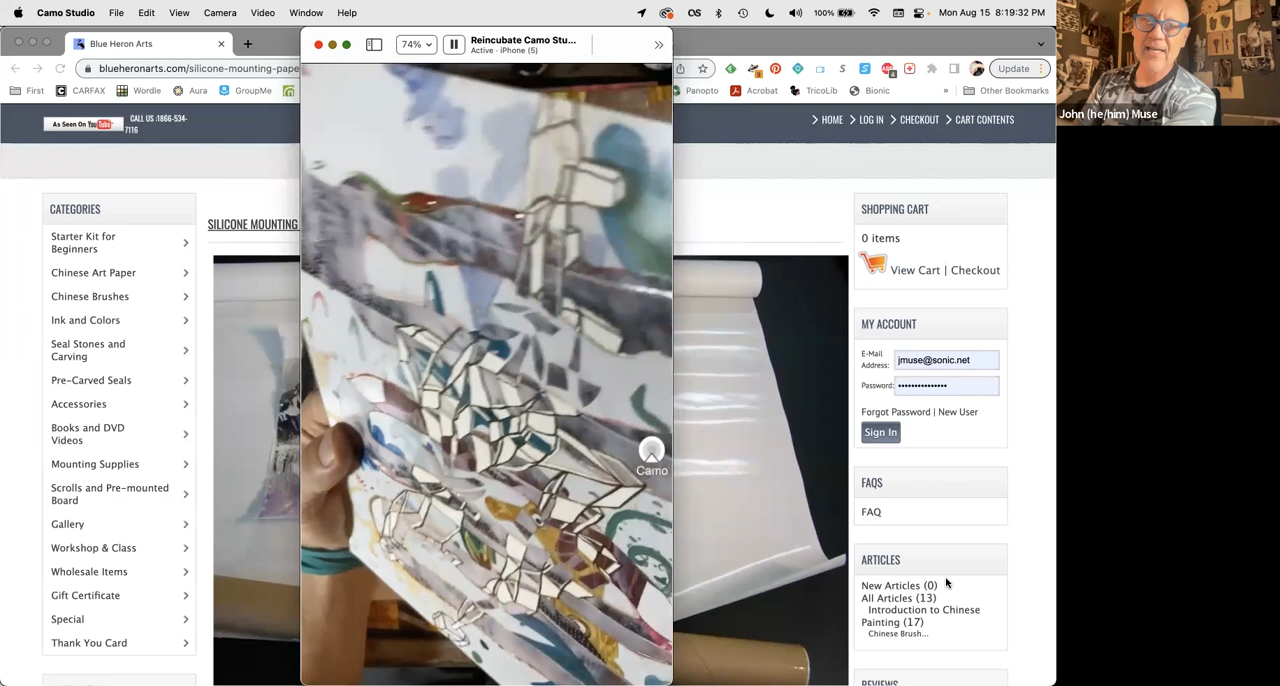 Camo Studio File Edit View Camera Video Window Help
100% Mon Aug 15 8:19:32 PM
Blue Heron Arts
74%
Reincubate Camo Stu...
Active · iPhone (5)
blueheronarts.com/silicone-mounting-pape
Update
First CARFAX Wordle Aura GroupMe
Panopto Acrobat TricoLib Bionic » Other Bookmarks
John (he/him) Muse
As Seen On YouTube
CALL US :1866-534-
7116
HOME LOG IN CHECKOUT CART CONTENTS
CATEGORIES
Starter Kit for
Beginners
Chinese Art Paper
Chinese Brushes
Ink and Colors
Seal Stones and
Carving
Pre-Carved Seals
Accessories
Books and DVD
Videos
Mounting Supplies
Scrolls and Pre-mounted
Board
Gallery
Workshop & Class
Wholesale Items
Gift Certificate
Special
Thank You Card
SILICONE MOUNTING
Camo
SHOPPING CART
0 items
View Cart | Checkout
MY ACCOUNT
E-Mail
Address:
jmuse@sonic.net
Password:
Forgot Password | New User
Sign In
FAQS
FAQ
ARTICLES
New Articles (0)
All Articles (13)
Introduction to Chinese
Painting (17)
Chinese Brush...
REVIEWS